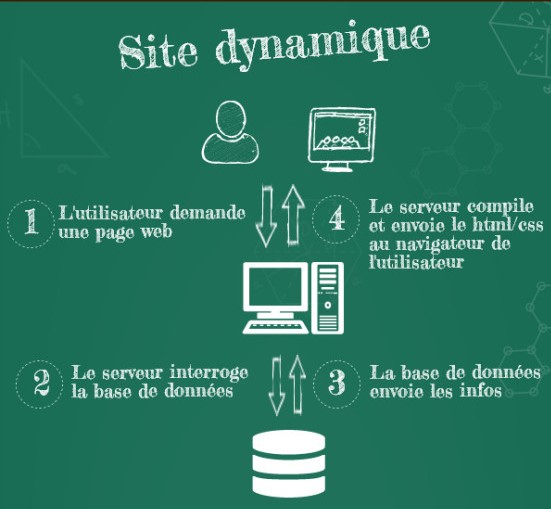 Site dynamique
1 L'utilisateur demande
une page web
4 Le serveur compile
et envoie le html/css
au navigateur de
l'utilisateur
2 Le serveur interroge
la base de données
3 La base de données
envoie les infos